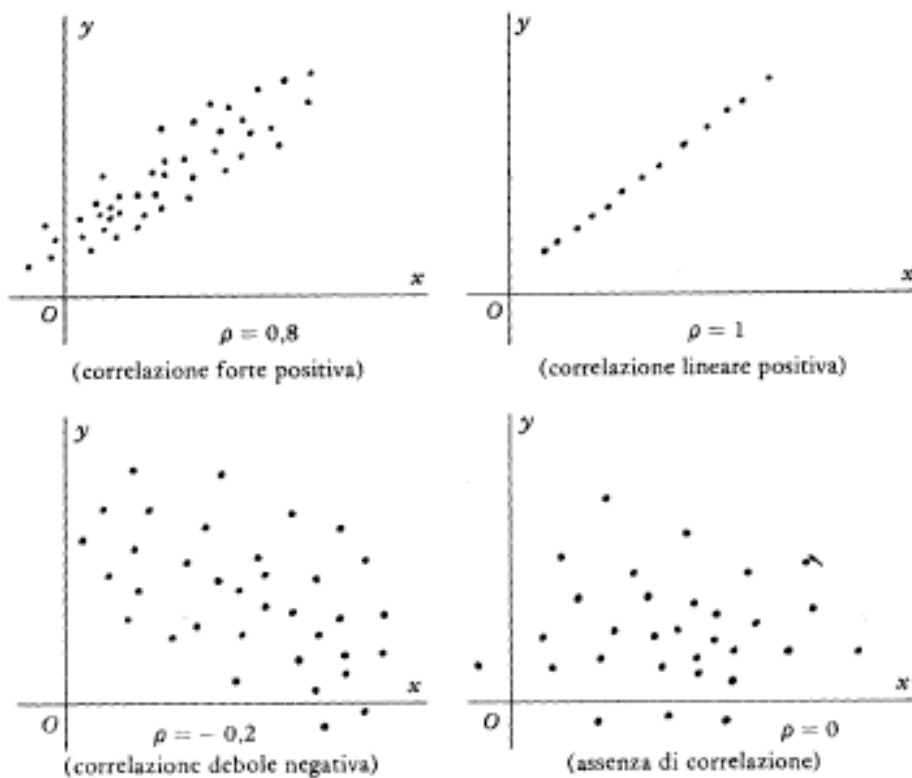 y
x
O
ρ = 0,8
(correlazione forte positiva)
y
x
O
ρ = 1
(correlazione lineare positiva)
y
x
O
ρ = − 0,2
(correlazione debole negativa)
y
x
O
ρ = 0
(assenza di correlazione)